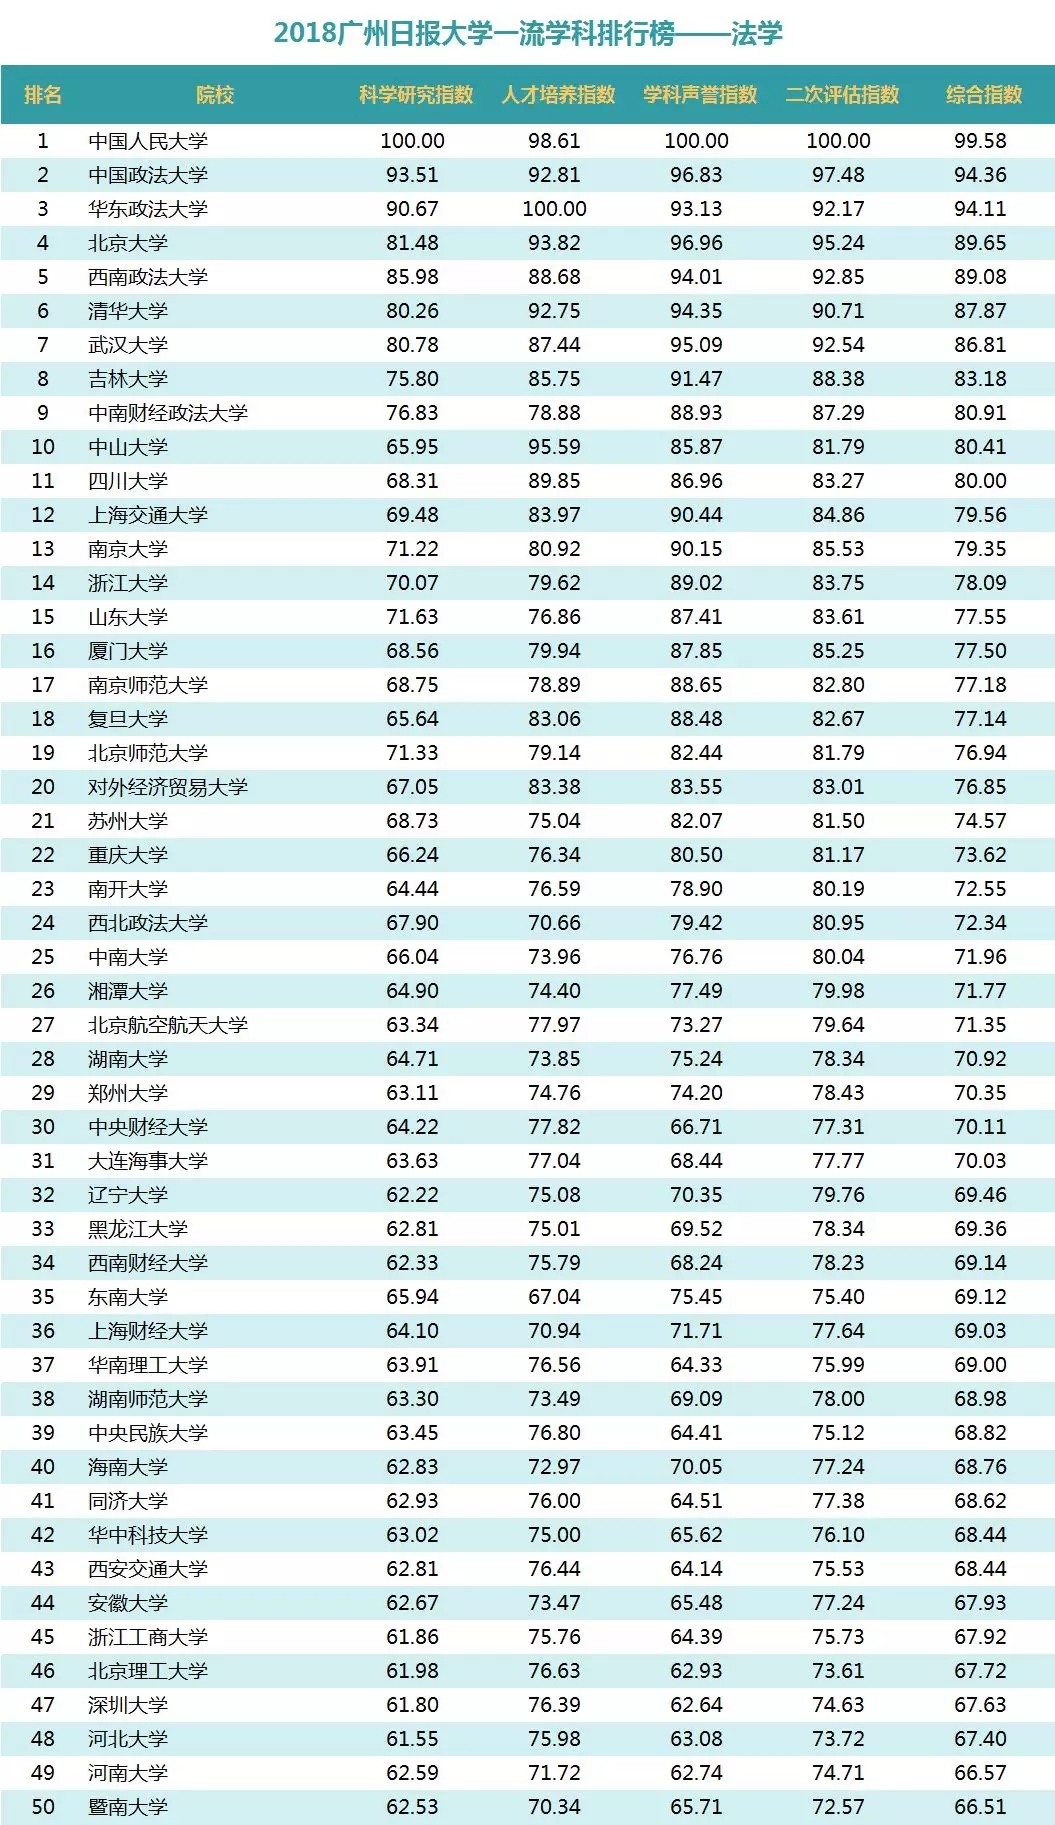 2018广州日报大学一流学科排行榜——法学
排名 院校 科学研究指数 人才培养指数 学科声誉指数 二次评估指数 综合指数
1 中国人民大学 100.00 98.61 100.00 100.00 99.58
2 中国政法大学 93.51 92.81 96.83 97.48 94.36
3 华东政法大学 90.67 100.00 93.13 92.17 94.11
4 北京大学 81.48 93.82 96.96 95.24 89.65
5 西南政法大学 85.98 88.68 94.01 92.85 89.08
6 清华大学 80.26 92.75 94.35 90.71 87.87
7 武汉大学 80.78 87.44 95.09 92.54 86.81
8 吉林大学 75.80 85.75 91.47 88.38 83.18
9 中南财经政法大学 76.83 78.88 88.93 87.29 80.91
10 中山大学 65.95 95.59 85.87 81.79 80.41
11 四川大学 68.31 89.85 86.96 83.27 80.00
12 上海交通大学 69.48 83.97 90.44 84.86 79.56
13 南京大学 71.22 80.92 90.15 85.53 79.35
14 浙江大学 70.07 79.62 89.02 83.75 78.09
15 山东大学 71.63 76.86 87.41 83.61 77.55
16 厦门大学 68.56 79.94 87.85 85.25 77.50
17 南京师范大学 68.75 78.89 88.65 82.80 77.18
18 复旦大学 65.64 83.06 88.48 82.67 77.14
19 北京师范大学 71.33 79.14 82.44 81.79 76.94
20 对外经济贸易大学 67.05 83.38 83.55 83.01 76.85
21 苏州大学 68.73 75.04 82.07 81.50 74.57
22 重庆大学 66.24 76.34 80.50 81.17 73.62
23 南开大学 64.44 76.59 78.90 80.19 72.55
24 西北政法大学 67.90 70.66 79.42 80.95 72.34
25 中南大学 66.04 73.96 76.76 80.04 71.96
26 湘潭大学 64.90 74.40 77.49 79.98 71.77
27 北京航空航天大学 63.34 77.97 73.27 79.64 71.35
28 湖南大学 64.71 73.85 75.24 78.34 70.92
29 郑州大学 63.11 74.76 74.20 78.43 70.35
30 中央财经大学 64.22 77.82 66.71 77.31 70.11
31 大连海事大学 63.63 77.04 68.44 77.77 70.03
32 辽宁大学 62.22 75.08 70.35 79.76 69.46
33 黑龙江大学 62.81 75.01 69.52 78.34 69.36
34 西南财经大学 62.33 75.79 68.24 78.23 69.14
35 东南大学 65.94 67.04 75.45 75.40 69.12
36 上海财经大学 64.10 70.94 71.71 77.64 69.03
37 华南理工大学 63.91 76.56 64.33 75.99 69.00
38 湖南师范大学 63.30 73.49 69.09 78.00 68.98
39 中央民族大学 63.45 76.80 64.41 75.12 68.82
40 海南大学 62.83 72.97 70.05 77.24 68.76
41 同济大学 62.93 76.00 64.51 77.38 68.62
42 华中科技大学 63.02 75.00 65.62 76.10 68.44
43 西安交通大学 62.81 76.44 64.14 75.53 68.44
44 安徽大学 62.67 73.47 65.48 77.24 67.93
45 浙江工商大学 61.86 75.76 64.39 75.73 67.92
46 北京理工大学 61.98 76.63 62.93 73.61 67.72
47 深圳大学 61.80 76.39 62.64 74.63 67.63
48 河北大学 61.55 75.98 63.08 73.72 67.40
49 河南大学 62.59 71.72 62.74 74.71 66.57
50 暨南大学 62.53 70.34 65.71 72.57 66.51